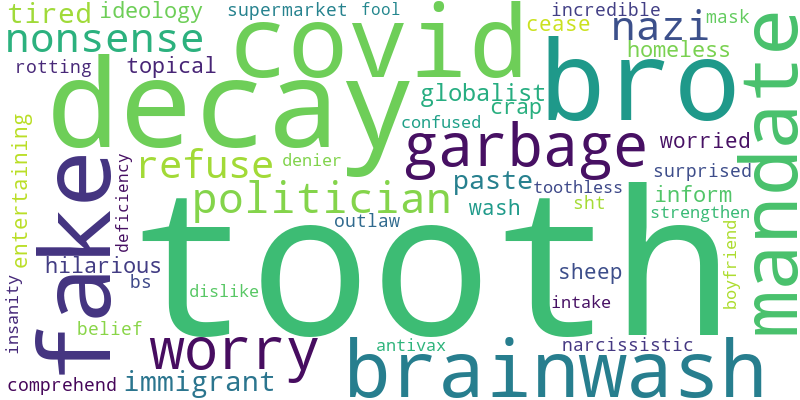 tired
ideology
supermarket
fool
incredible
mask
nonsense
covid
cease
nazi
homeless
rotting
topical
decay
globalist
crap
bro
mandate
confused
garbage
worried
entertaining
fake
deficiency
refuse
denier
surprised
politician
paste
toothless
inform
wash
sht
strengthen
outlaw
tooth
hilarious
bs
sheep
boyfriend
insanity
dislike
intake
belief
worry
antivax
narcissistic
brainwash
comprehend
immigrant